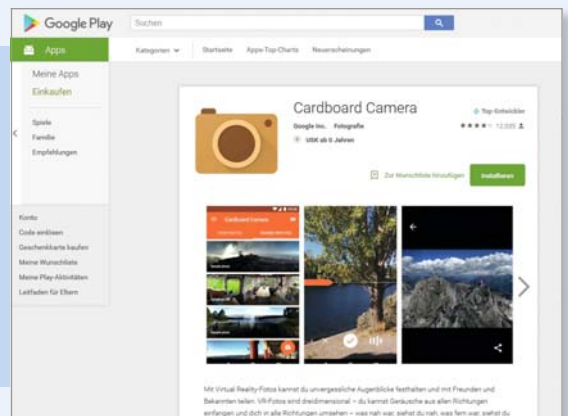 Google Play
Suchen
Apps
Kategorien
Startseite
Apps-Top-Charts
Neuerscheinungen
Meine Apps
Einkaufen
Spiele
Familie
Empfehlungen
Konto
Code einlösen
Geschenkkarte kaufen
Meine Wunschliste
Meine Play-Aktivitäten
Leitfaden für Eltern
Cardboard Camera
Google Inc. Fotografie
Top-Entwickler
12.035
USK ab 0 Jahren
Zur Wunschliste hinzufügen
Installieren
Cardboard Camera
Mit Virtual Reality-Fotos kannst du unvergessliche Augenblicke festhalten und mit Freunden und
Bekannten teilen. VR-Fotos sind dreidimensional – du kannst Geräusche aus allen Richtungen
einfangen und dich in alle Richtungen umsehen – was nah war, siehst du nah, was fern war, siehst du